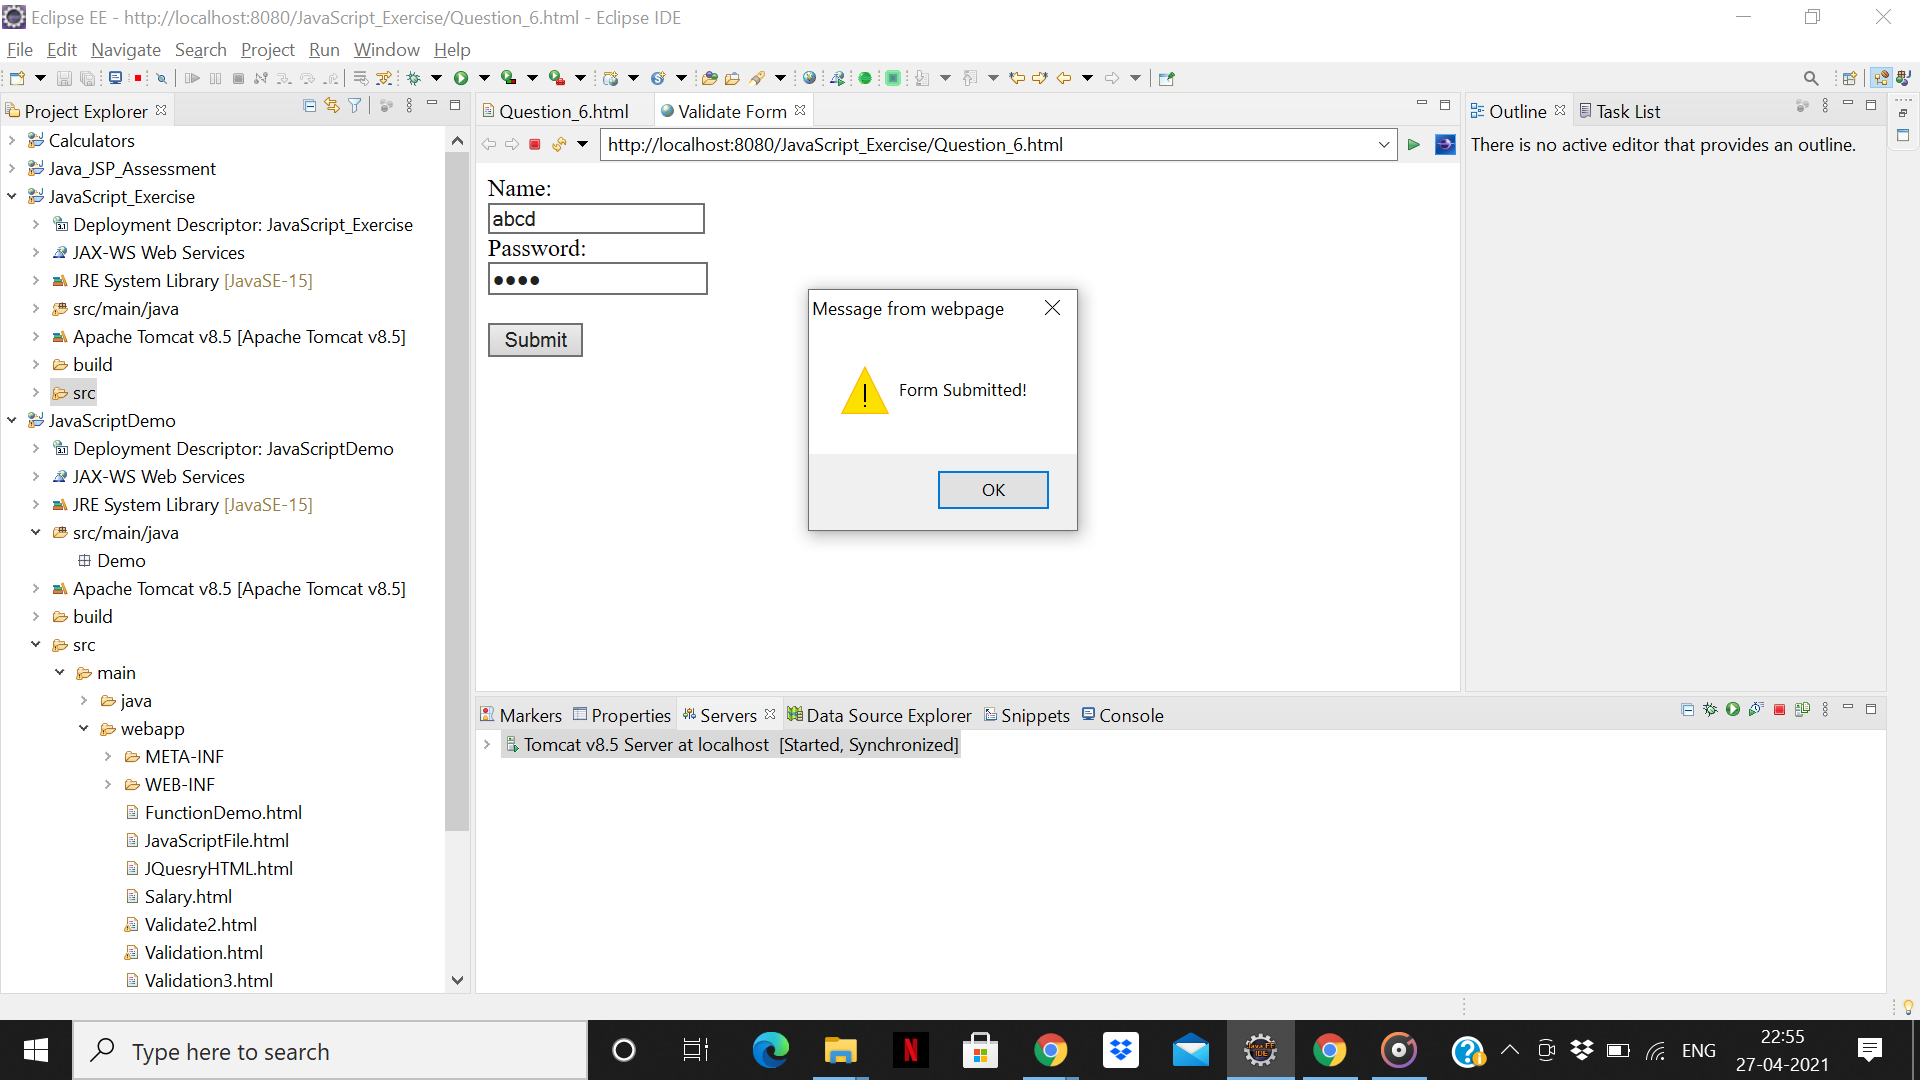 Eclipse EE - http://localhost:8080/JavaScript_Exercise/Question_6.html - Eclipse IDE
File Edit Navigate Search Project Run Window Help
Project Explorer
Calculators
Java_JSP_Assessment
JavaScript_Exercise
Deployment Descriptor: JavaScript_Exercise
JAX-WS Web Services
JRE System Library [JavaSE-15]
src/main/java
Apache Tomcat v8.5 [Apache Tomcat v8.5]
build
src
JavaScriptDemo
Deployment Descriptor: JavaScriptDemo
JAX-WS Web Services
JRE System Library [JavaSE-15]
src/main/java
Demo
Apache Tomcat v8.5 [Apache Tomcat v8.5]
build
src
main
java
webapp
META-INF
WEB-INF
FunctionDemo.html
JavaScriptFile.html
JQuesryHTML.html
Salary.html
Validate2.html
Validation.html
Validation3.html
Question_6.html Validate Form
http://localhost:8080/JavaScript_Exercise/Question_6.html
Name:
abcd
Password:
●●●●
Submit
Message from webpage
Form Submitted!
OK
Outline Task List
There is no active editor that provides an outline.
Markers Properties Servers Data Source Explorer Snippets Console
Tomcat v8.5 Server at localhost [Started, Synchronized]
Type here to search
ENG
22:55
27-04-2021